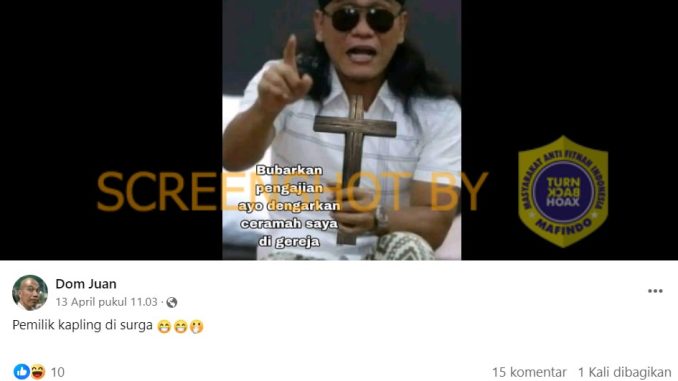 Bubarkan
pengajian
ayo dengarkan
ceramah saya
di gereja
SCREENSHOT BY
MASYARAKAT ANTI FITNAH INDONESIA
TURN
BACK
HOAX
MAFINDO
Dom Juan
13 April pukul 11.03 ·
Pemilik kapling di surga 😁😁🤭
10
15 komentar 1 Kali dibagikan